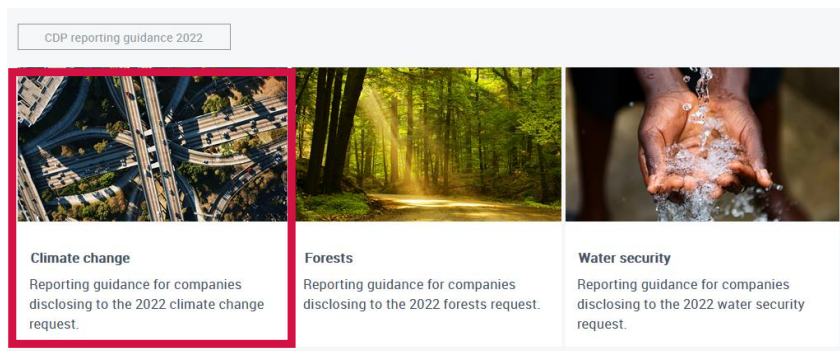 CDP reporting guidance 2022
Climate change
Reporting guidance for companies
disclosing to the 2022 climate change
request.
Forests
Reporting guidance for companies
disclosing to the 2022 forests request.
Water security
Reporting guidance for companies
disclosing to the 2022 water security
request.